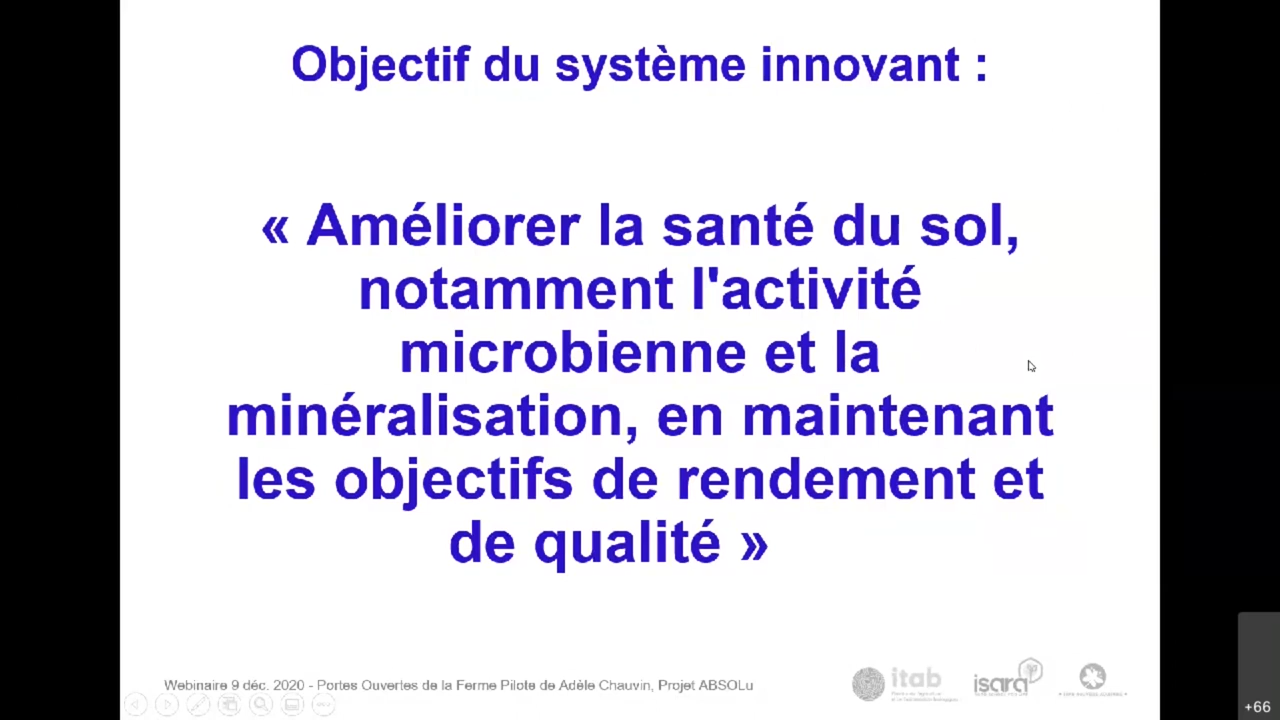 Objectif du système innovant :
« Améliorer la santé du sol,
notamment l'activité
microbienne et la
minéralisation, en maintenant
les objectifs de rendement et
de qualité »
Webinaire 9 déc. 2020 - Portes Ouvertes de la Ferme Pilote de Adèle Chauvin, Projet ABSOLu
itab
isara
+66